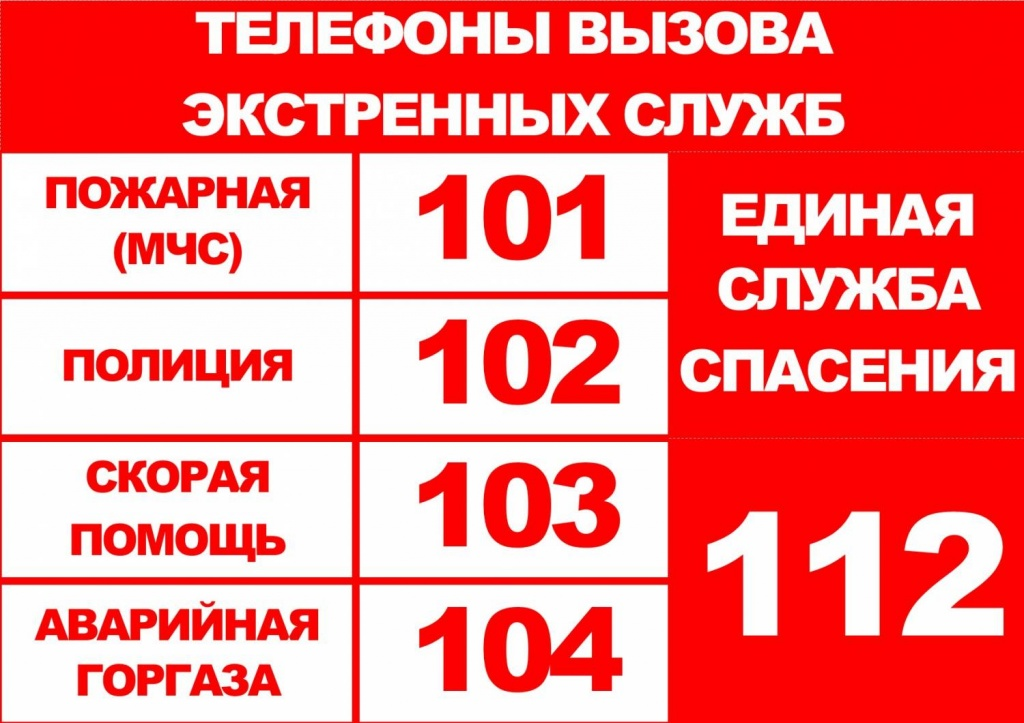 ТЕЛЕФОНЫ ВЫЗОВА
ЭКСТРЕННЫХ СЛУЖБ
ПОЖАРНАЯ
(МЧС)
101
ПОЛИЦИЯ
102
СКОРАЯ
ПОМОЩЬ
103
АВАРИЙНАЯ
ГОРГАЗА
104
ЕДИНАЯ
СЛУЖБА
СПАСЕНИЯ
112